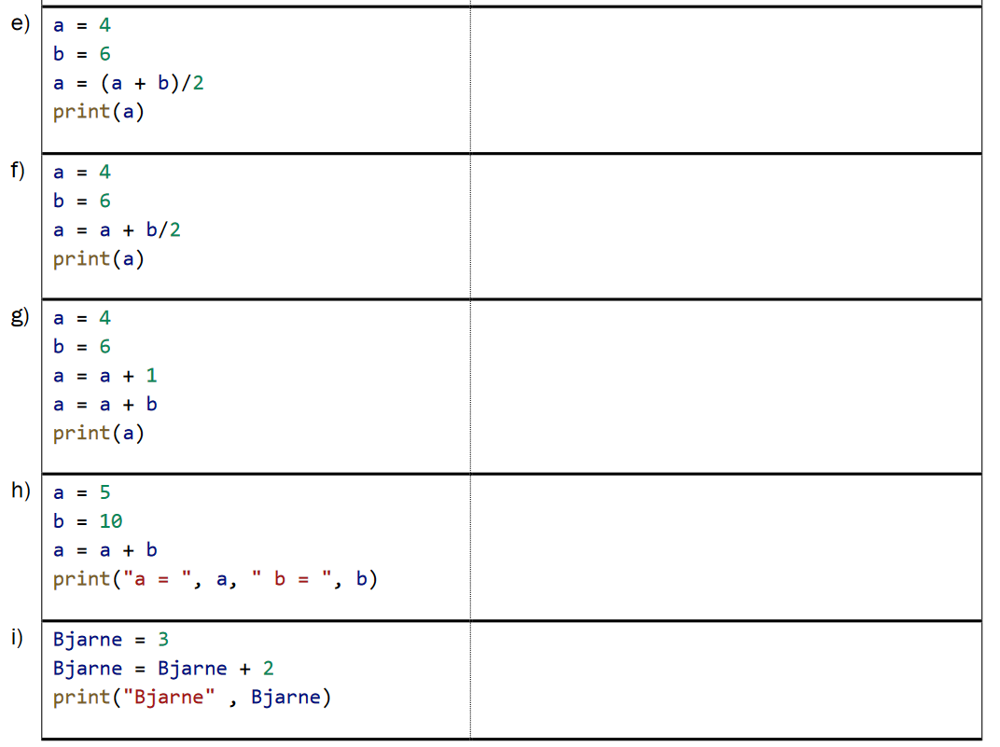 e) a = 4
b = 6
a = (a + b)/2
print(a)
f) a = 4
b = 6
a = a + b/2
print(a)
g) a = 4
b = 6
a = a + 1
a = a + b
print(a)
h) a = 5
b = 10
a = a + b
print("a = ", a, " b = ", b)
i) Bjarne = 3
Bjarne = Bjarne + 2
print("Bjarne" , Bjarne)